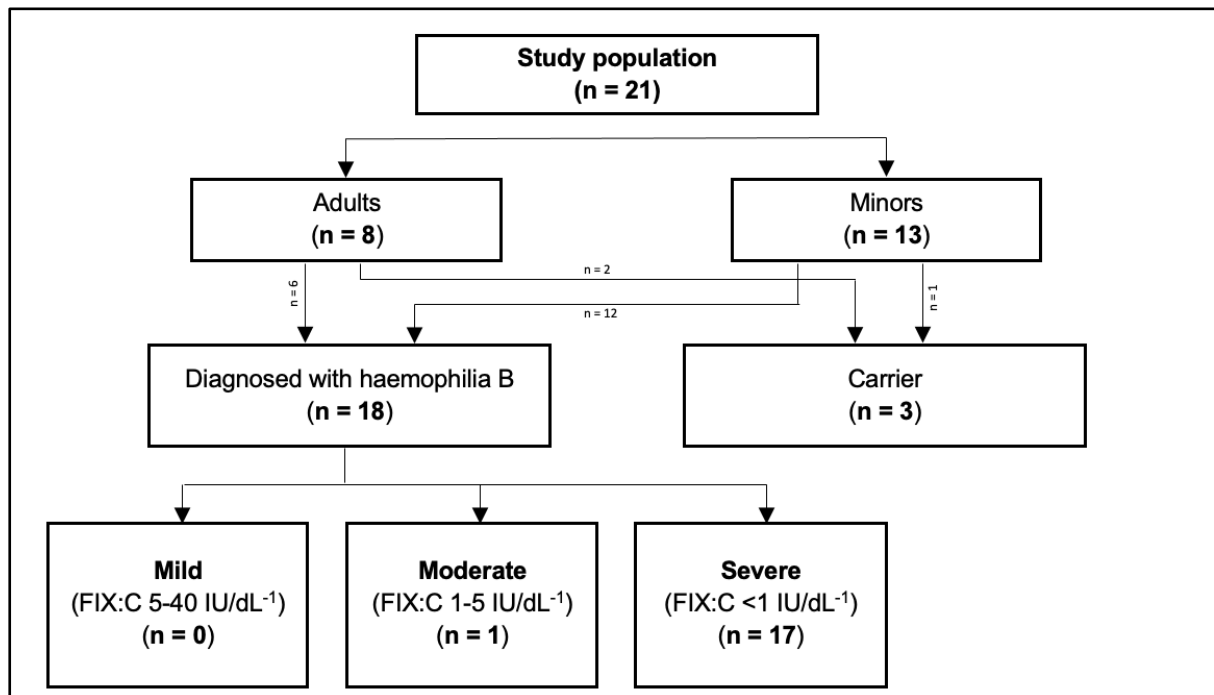 Study population
(n = 21)
Adults
(n = 8)
Minors
(n = 13)
n = 2
n = 6
n = 12
n = 1
Diagnosed with haemophilia B
(n = 18)
Carrier
(n = 3)
Mild
(FIX:C 5-40 IU/dL⁻¹)
(n = 0)
Moderate
(FIX:C 1-5 IU/dL⁻¹)
(n = 1)
Severe
(FIX:C <1 IU/dL⁻¹)
(n = 17)